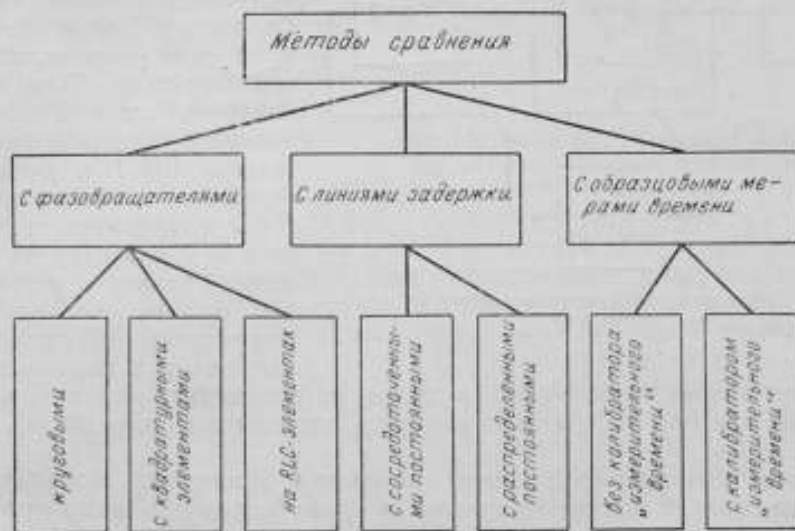 Методы сравнения
С фазовращателями
С линиями задержки
С образцовыми ме-
рами времени
круговыми
с квадратурными
элементами
на RLC-элементах
с сосредоточенны-
ми постоянными
с распределенными
постоянными
без калибратора
„измерительного
времени“
с калибратором
„измерительного
времени“